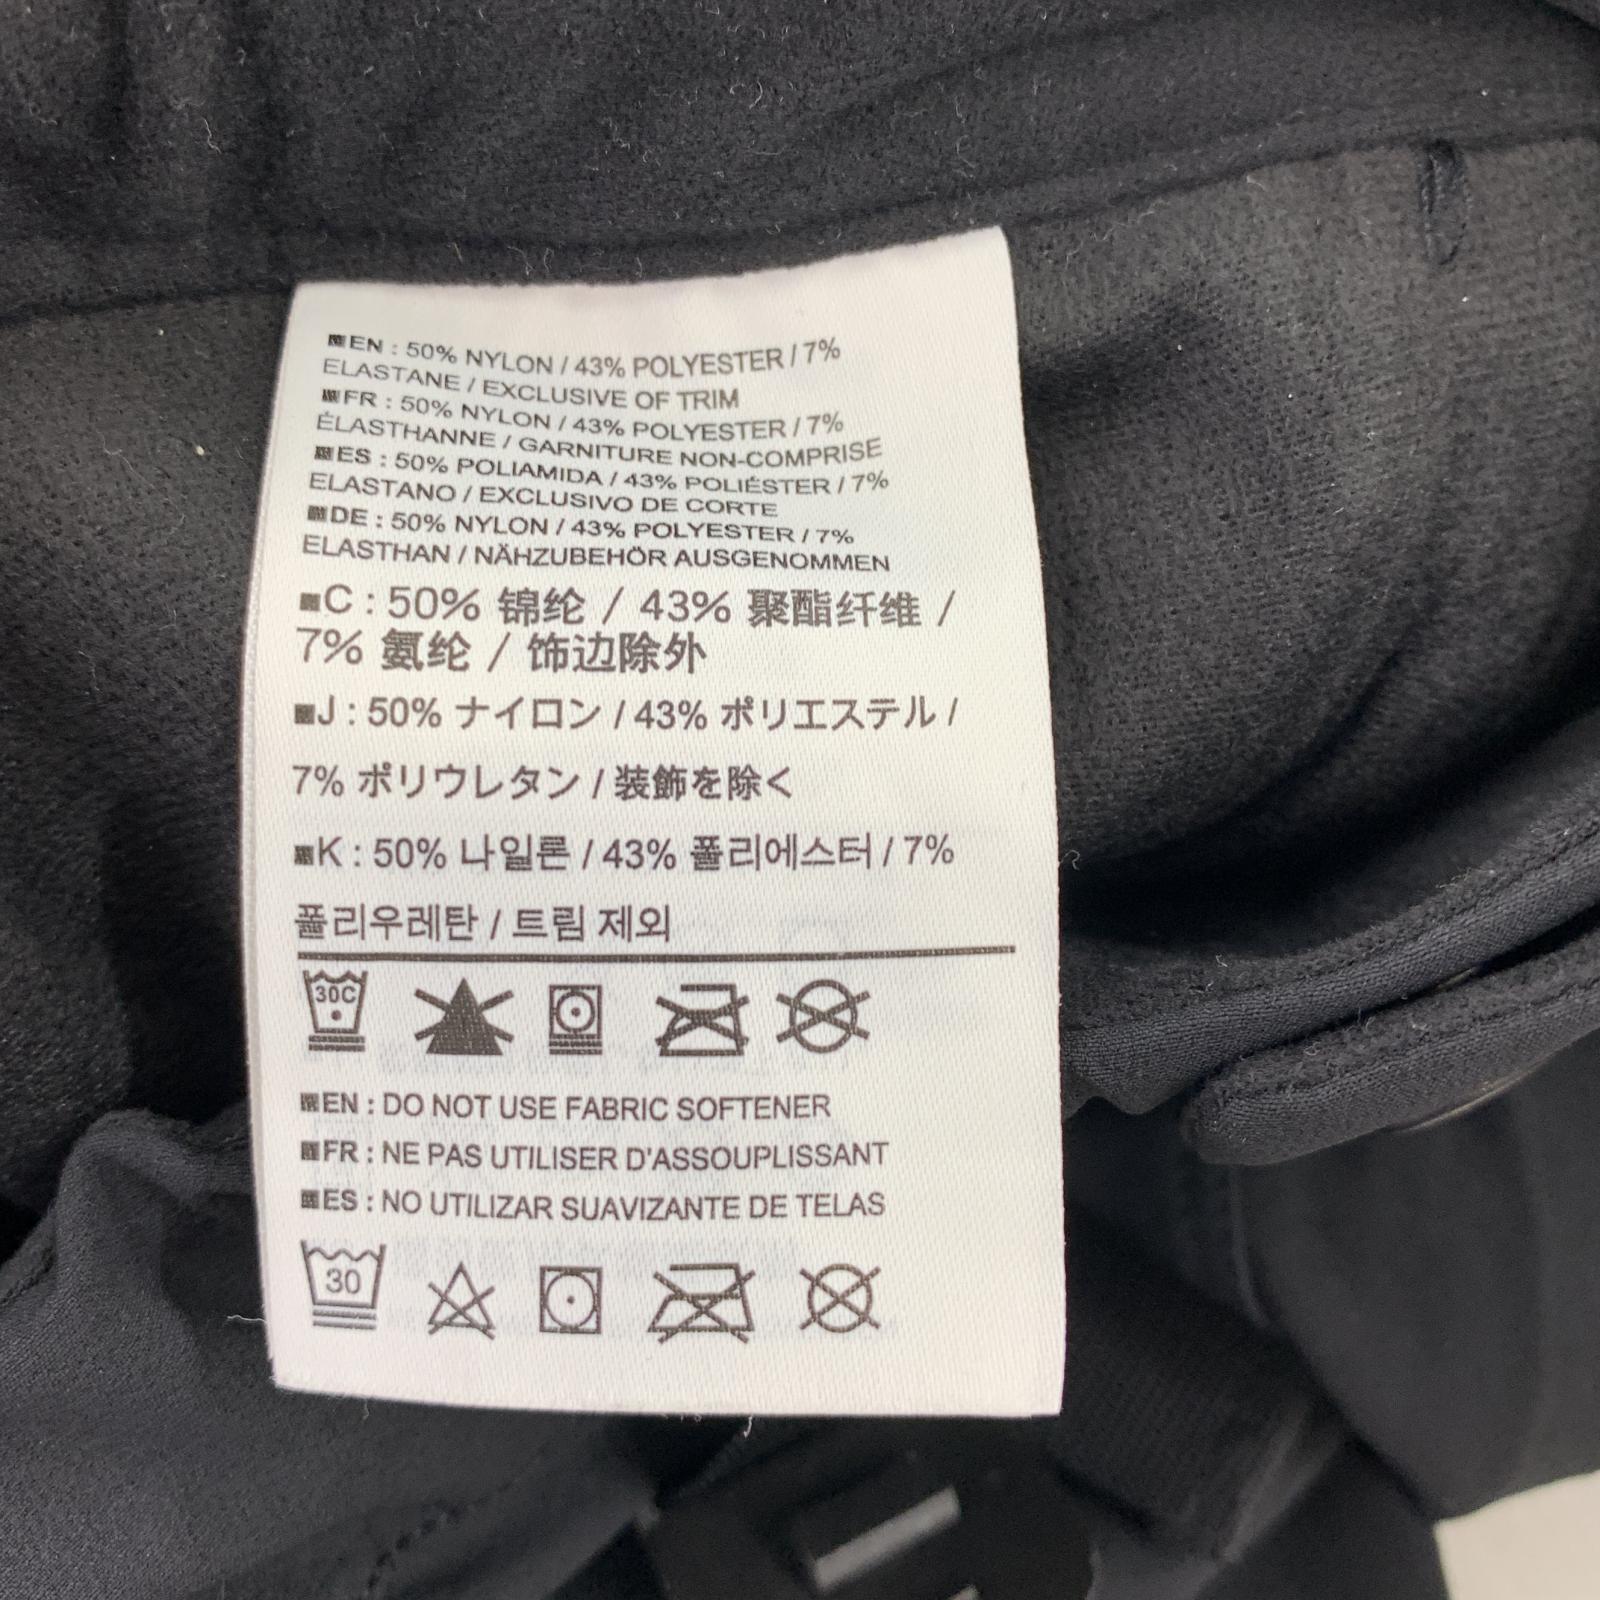 ■EN : 50% NYLON / 43% POLYESTER / 7%
ELASTANE / EXCLUSIVE OF TRIM
■FR : 50% NYLON / 43% POLYESTER / 7%
ÉLASTHANNE / GARNITURE NON-COMPRISE
■ES : 50% POLIAMIDA / 43% POLIÉSTER / 7%
ELASTANO / EXCLUSIVO DE CORTE
■DE : 50% NYLON / 43% POLYESTER / 7%
ELASTHAN / NÄHZUBEHÖR AUSGENOMMEN
■C : 50% 锦纶 / 43% 聚酯纤维 /
7% 氨纶 / 饰边除外
■J : 50% ナイロン / 43% ポリエステル /
7% ポリウレタン / 装飾を除く
■K : 50% 나일론 / 43% 폴리에스터 / 7%
폴리우레탄 / 트림 제외
30C
■EN : DO NOT USE FABRIC SOFTENER
■FR : NE PAS UTILISER D'ASSOUPLISSANT
■ES : NO UTILIZAR SUAVIZANTE DE TELAS
30